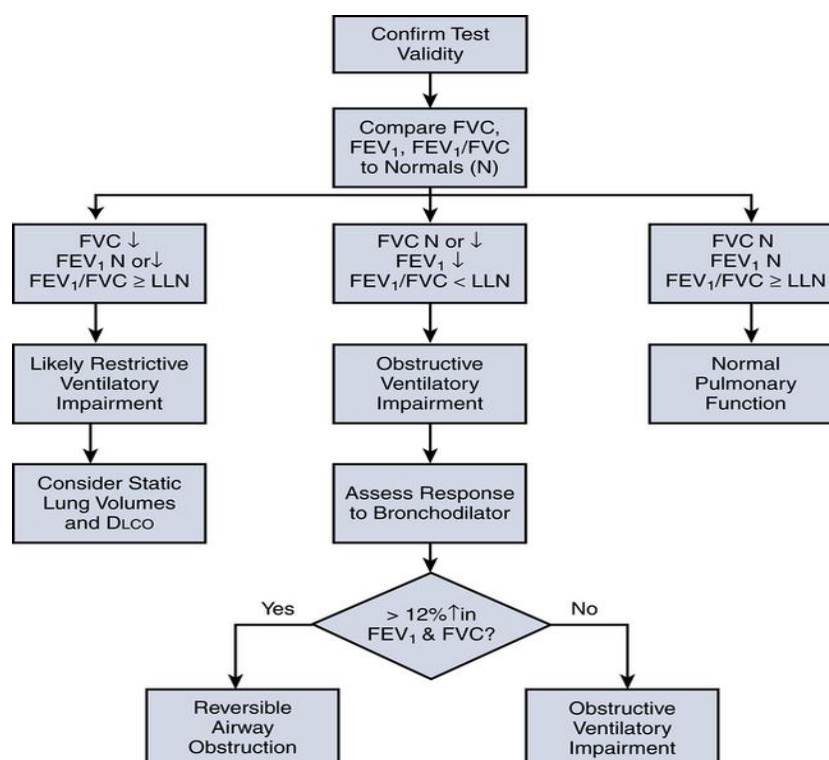 Confirm Test
Validity
Compare FVC,
FEV₁, FEV₁/FVC
to Normals (N)
FVC ↓
FEV₁ N or↓
FEV₁/FVC ≥ LLN
FVC N or ↓
FEV₁ ↓
FEV₁/FVC < LLN
FVC N
FEV₁ N
FEV₁/FVC ≥ LLN
Likely Restrictive
Ventilatory
Impairment
Obstructive
Ventilatory
Impairment
Normal
Pulmonary
Function
Consider Static
Lung Volumes
and DLCO
Assess Response
to Bronchodilator
Yes
> 12%↑in
FEV₁ & FVC?
No
Reversible
Airway
Obstruction
Obstructive
Ventilatory
Impairment